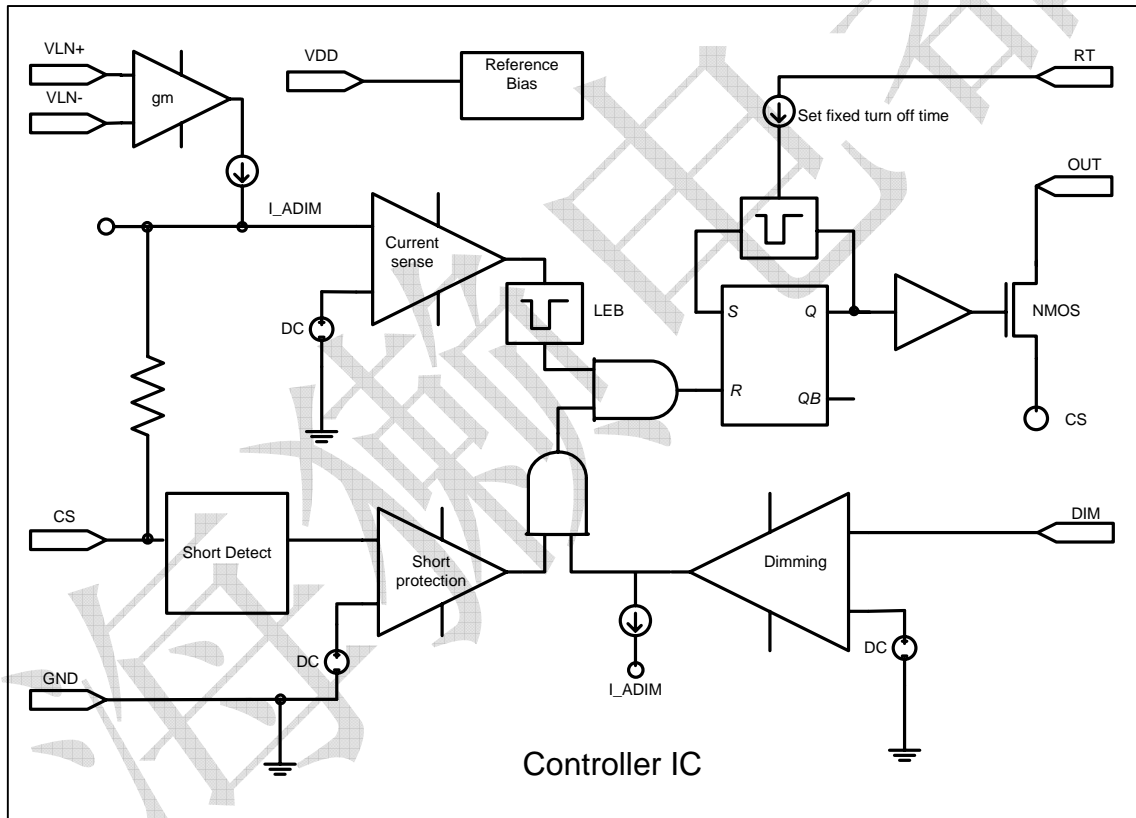 VLN+
VLN-
gm
VDD
Reference
Bias
RT
Set fixed turn off time
OUT
I_ADIM
Current
sense
LEB
DC
S
Q
R
QB
NMOS
CS
CS
Short Detect
Short
protection
Dimming
DIM
DC
DC
GND
I_ADIM
Controller IC